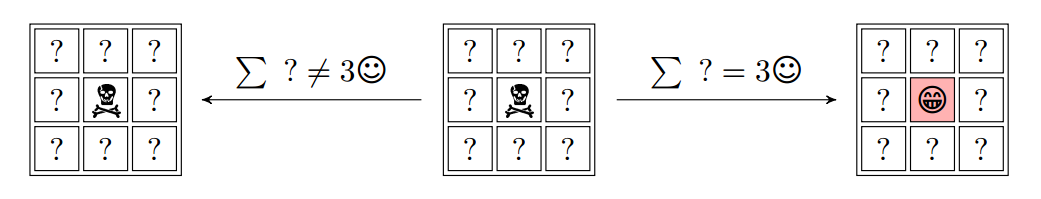 ? ? ? ∑ ? ≠ 3☺ ? ? ? ∑ ? = 3☺ ? ? ?
? ☠ ? ? ☠ ? ? 😁 ?
? ? ? ? ? ? ? ? ?